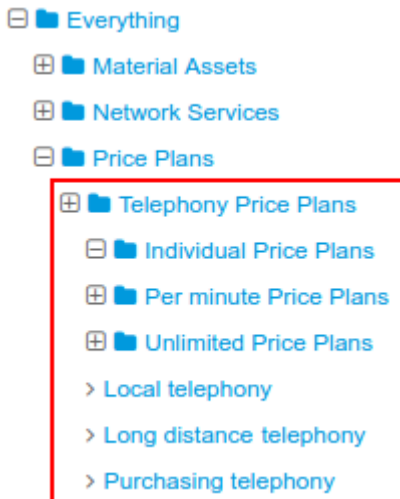 Everything
Material Assets
Network Services
Price Plans
Telephony Price Plans
Individual Price Plans
Per minute Price Plans
Unlimited Price Plans
Local telephony
Long distance telephony
Purchasing telephony